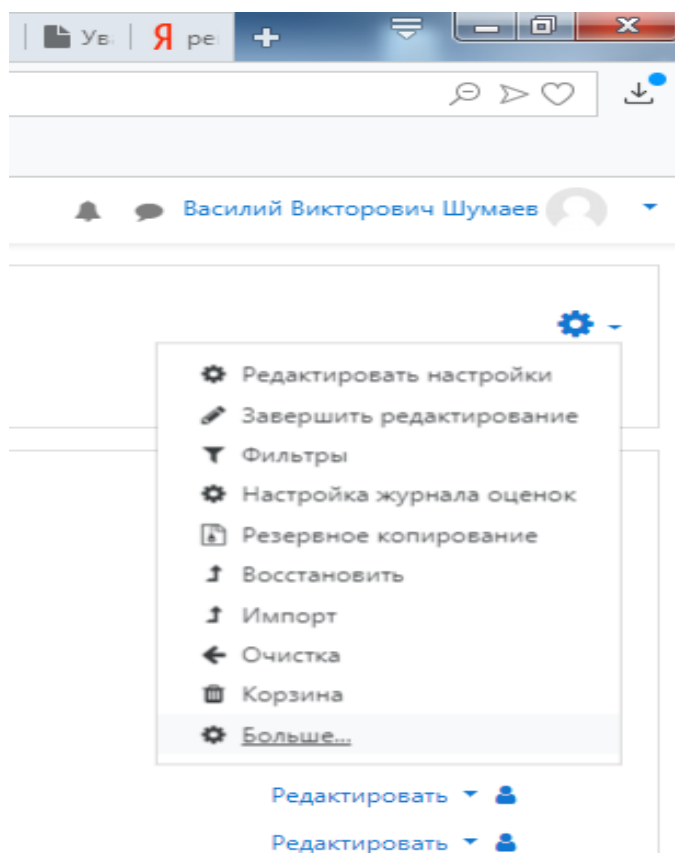 Ув
Я ре
Василий Викторович Шумаев
Редактировать настройки
Завершить редактирование
Фильтры
Настройка журнала оценок
Резервное копирование
Восстановить
Импорт
Очистка
Корзина
Больше...
Редактировать
Редактировать